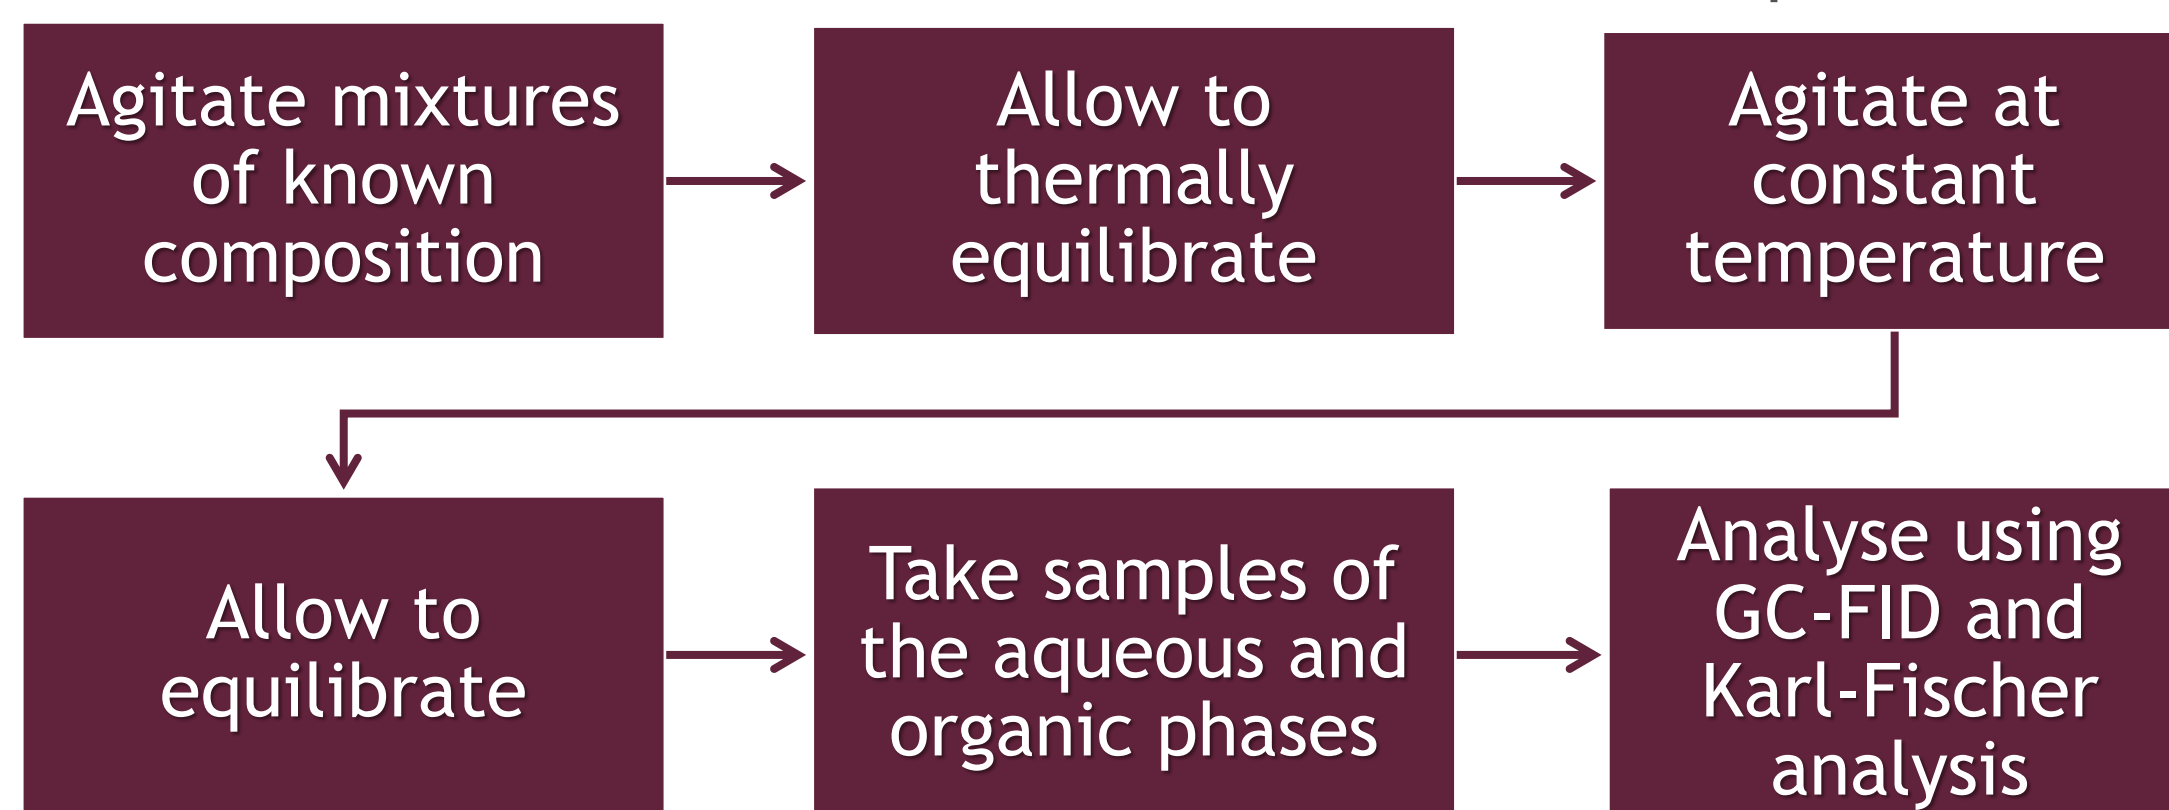 Agitate mixtures
of known
composition
Allow to
thermally
equilibrate
Agitate at
constant
temperature
Allow to
equilibrate
Take samples of
the aqueous and
organic phases
Analyse using
GC-FID and
Karl-Fischer
analysis